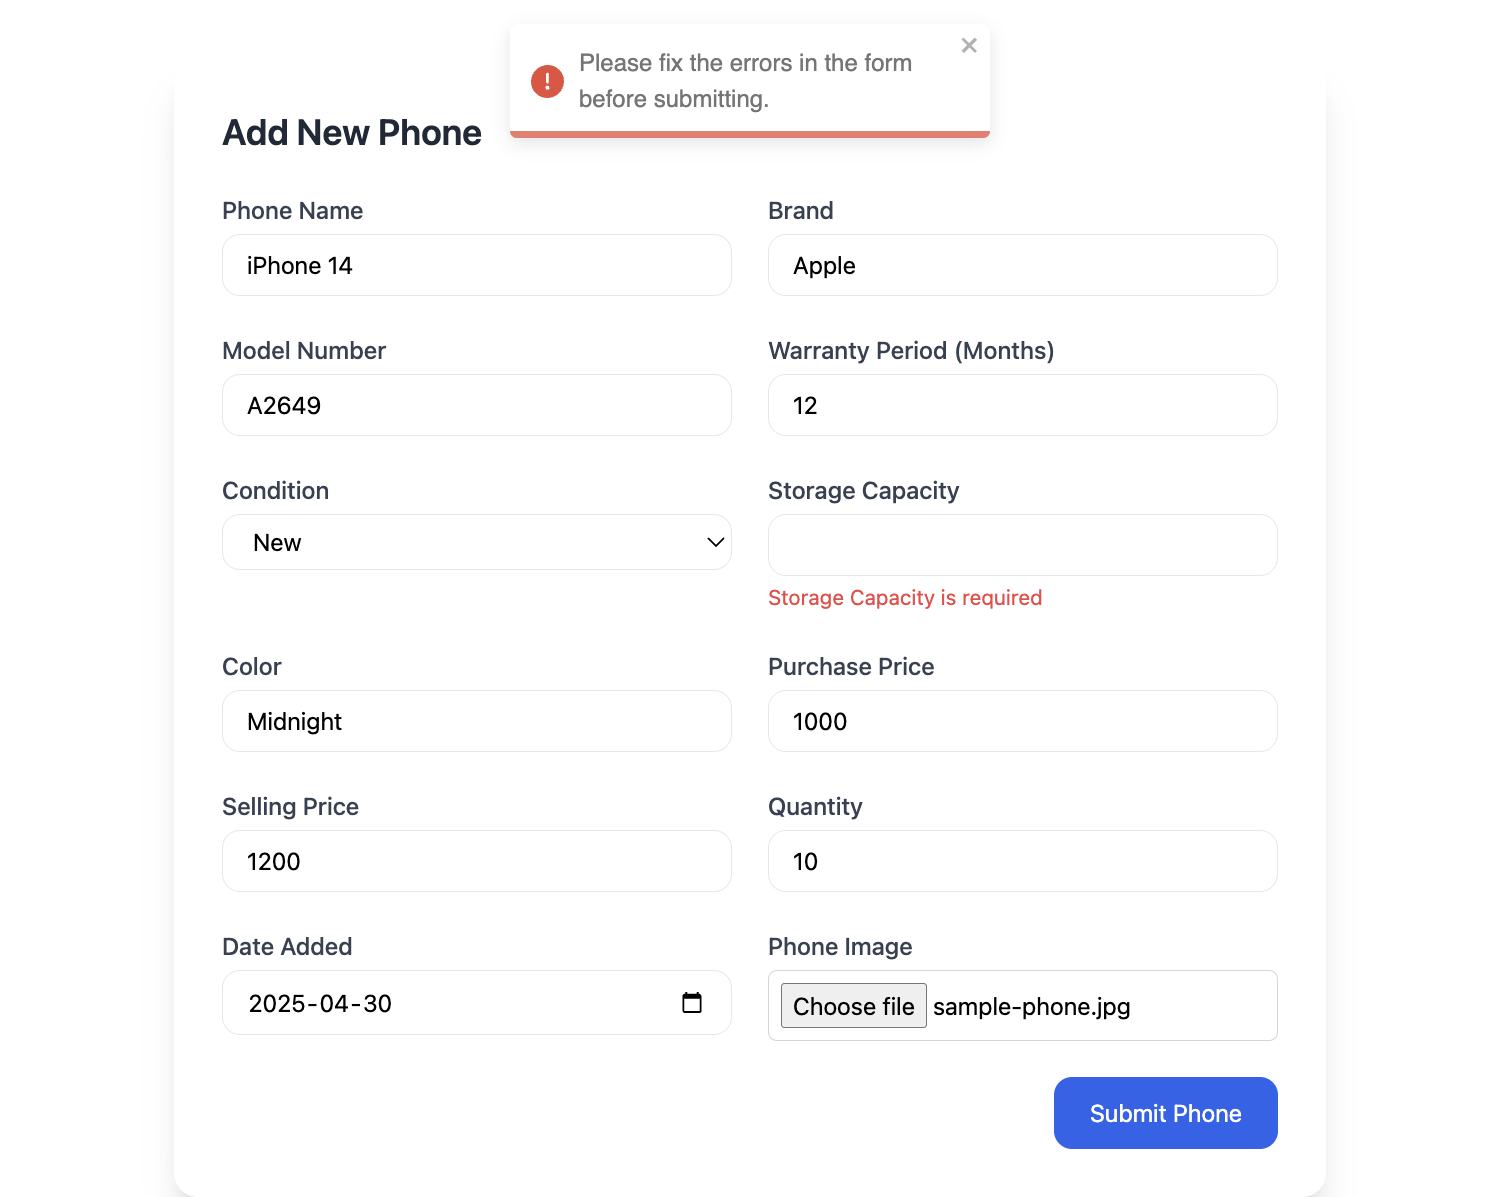 Please fix the errors in the form
before submitting.
Add New Phone
Phone Name
iPhone 14
Brand
Apple
Model Number
A2649
Warranty Period (Months)
12
Condition
New
Storage Capacity
Storage Capacity is required
Color
Midnight
Purchase Price
1000
Selling Price
1200
Quantity
10
Date Added
2025-04-30
Phone Image
Choose file sample-phone.jpg
Submit Phone